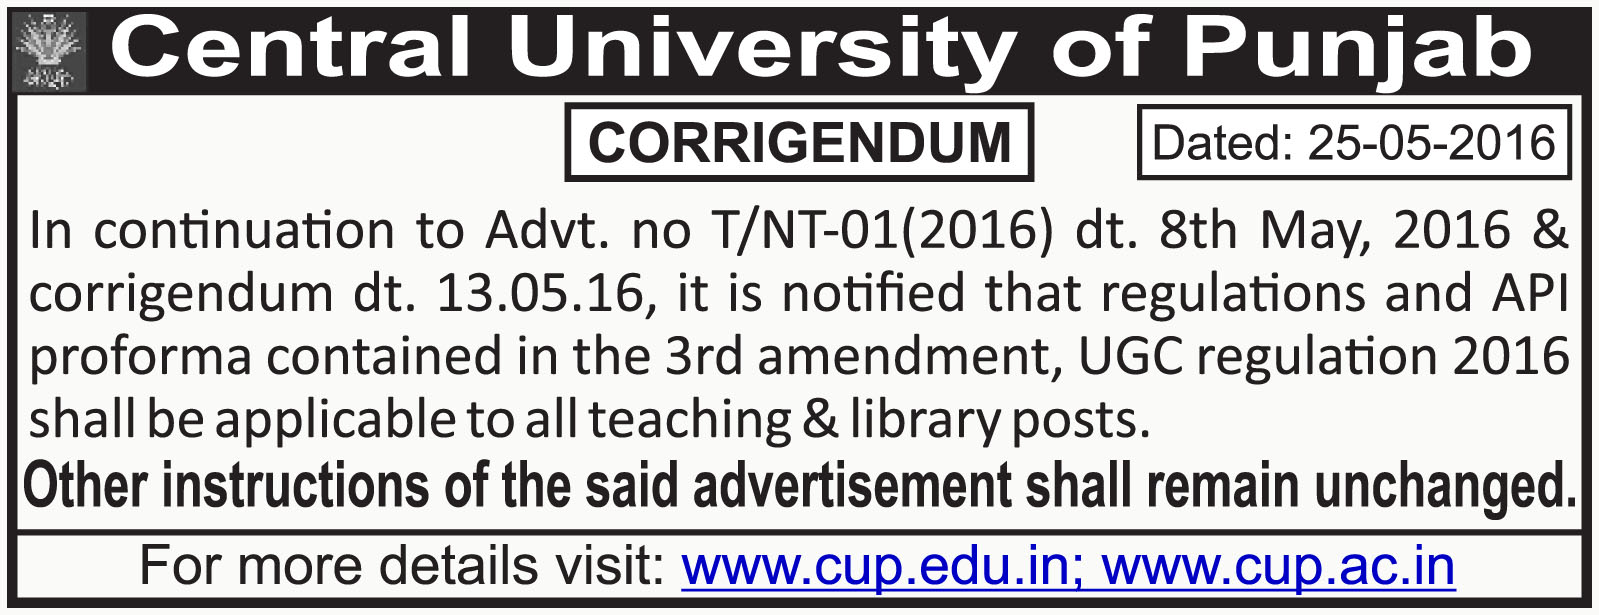 Central University of Punjab
CORRIGENDUM
Dated: 25-05-2016
In continuation to Advt. no T/NT-01(2016) dt. 8th May, 2016 &
corrigendum dt. 13.05.16, it is notified that regulations and API
proforma contained in the 3rd amendment, UGC regulation 2016
shall be applicable to all teaching & library posts.
Other instructions of the said advertisement shall remain unchanged.
For more details visit: www.cup.edu.in; www.cup.ac.in